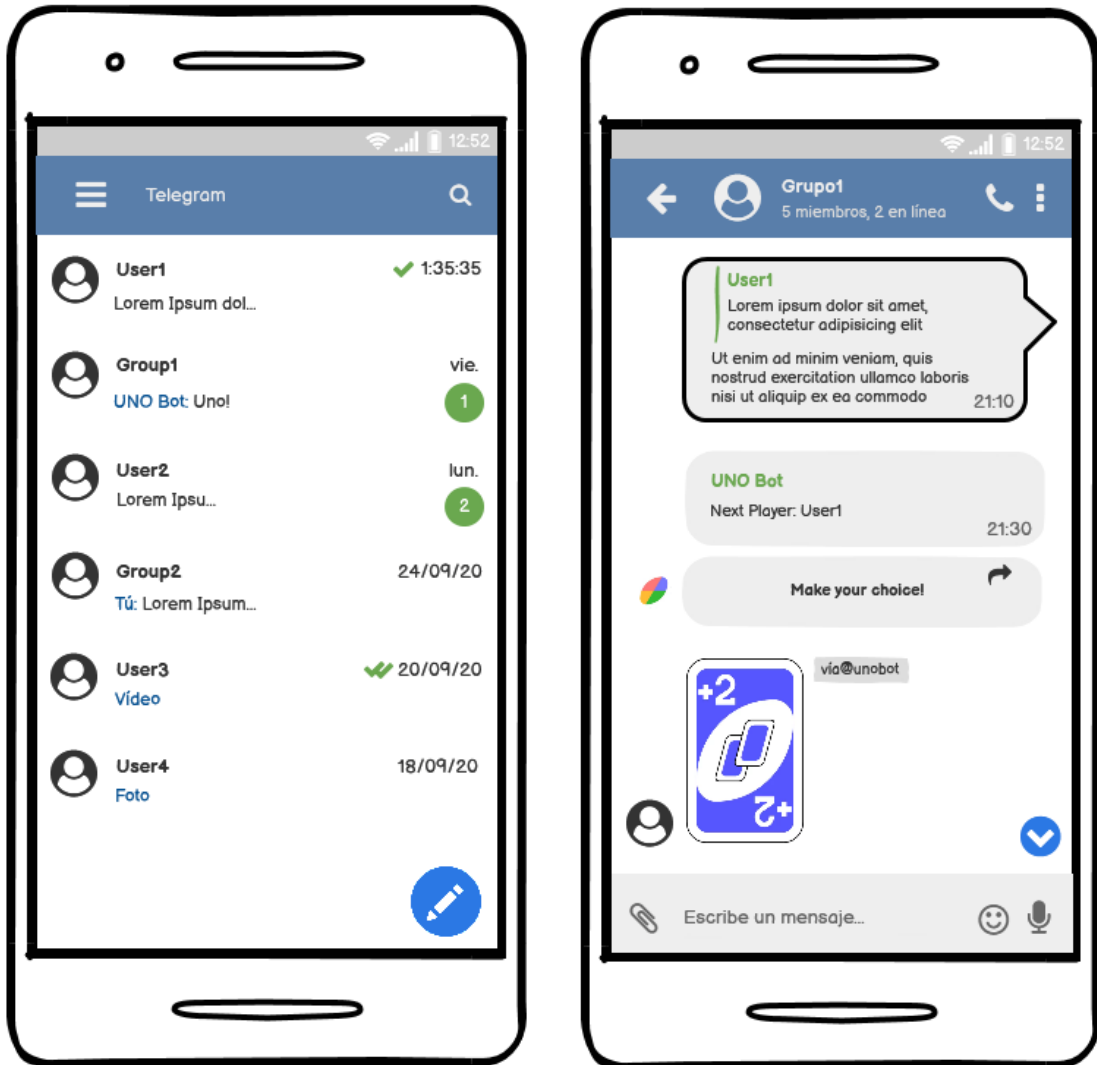 12:52
Telegram
User1
1:35:35
Lorem Ipsum dol...
Group1
vie.
UNO Bot: Uno!
1
User2
lun.
Lorem Ipsu...
2
Group2
24/09/20
Tú: Lorem Ipsum...
User3
20/09/20
Vídeo
User4
18/09/20
Foto
12:52
Grupo1
5 miembros, 2 en línea
User1
Lorem ipsum dolor sit amet,
consectetur adipisicing elit
Ut enim ad minim veniam, quis
nostrud exercitation ullamco laboris
nisi ut aliquip ex ea commodo
21:10
UNO Bot
Next Player: User1
21:30
Make your choice!
vía@unobot
+2
+2
Escribe un mensaje...